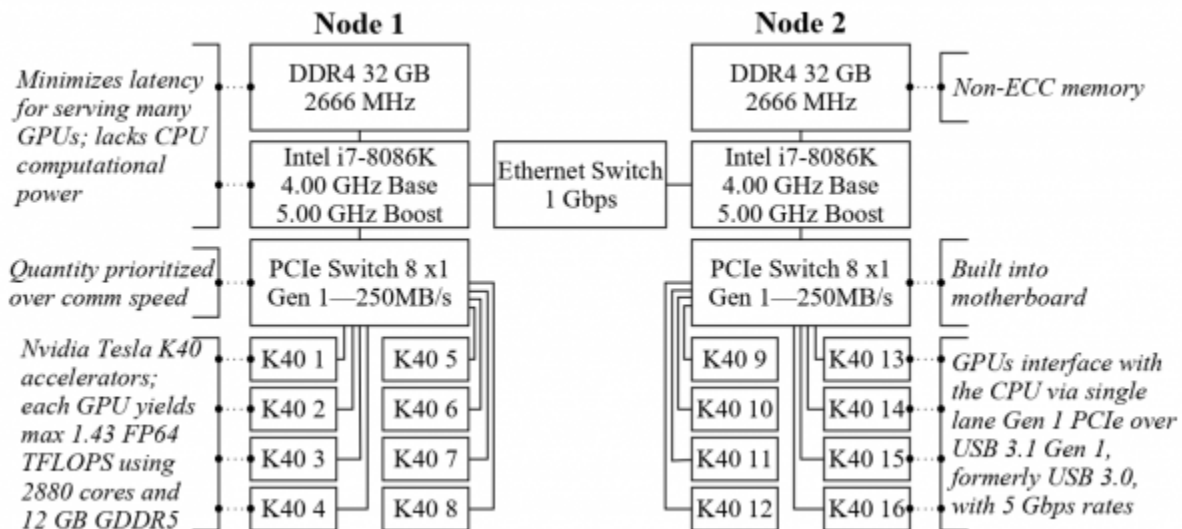 Node 1
Node 2
Minimizes latency
for serving many
GPUs; lacks CPU
computational
power
DDR4 32 GB
2666 MHz
DDR4 32 GB
2666 MHz
Non-ECC memory
Intel i7-8086K
4.00 GHz Base
5.00 GHz Boost
Ethernet Switch
1 Gbps
Intel i7-8086K
4.00 GHz Base
5.00 GHz Boost
Quantity prioritized
over comm speed
PCIe Switch 8 x1
Gen 1—250MB/s
PCIe Switch 8 x1
Gen 1—250MB/s
Built into
motherboard
Nvidia Tesla K40
accelerators;
each GPU yields
max 1.43 FP64
TFLOPS using
2880 cores and
12 GB GDDR5
K40 1
K40 2
K40 3
K40 4
K40 5
K40 6
K40 7
K40 8
K40 9
K40 10
K40 11
K40 12
K40 13
K40 14
K40 15
K40 16
GPUs interface with
the CPU via single
lane Gen 1 PCIe over
USB 3.1 Gen 1,
formerly USB 3.0,
with 5 Gbps rates